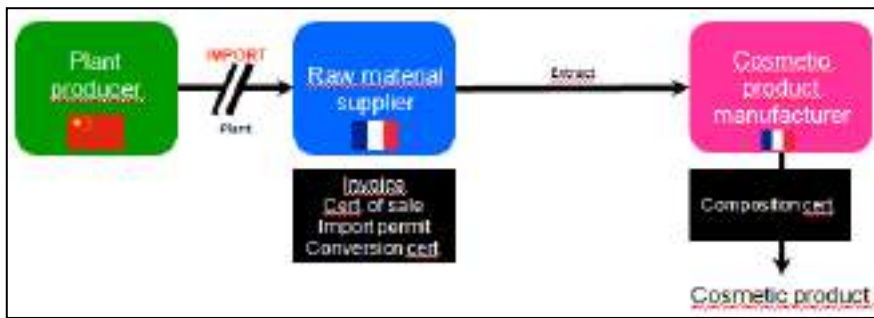 Plant
producer
IMPORT
Plant
Raw material
supplier
Extract
Cosmetic
product
manufacturer
Invoice
Cert of sale
Import permit
Conversion cert
Composition cert
Cosmetic product